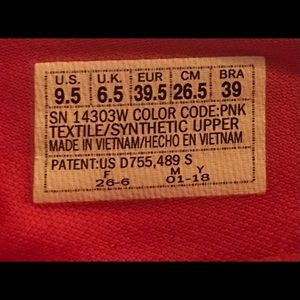 U.S. U.K. EUR CM BRA
9.5 6.5 39.5 26.5 39
SN 14303W COLOR CODE:PNK
TEXTILE/SYNTHETIC UPPER
MADE IN VIETNAM/HECHO EN VIETNAM
PATENT:US D755,489 S
F M Y
26-6 01-18